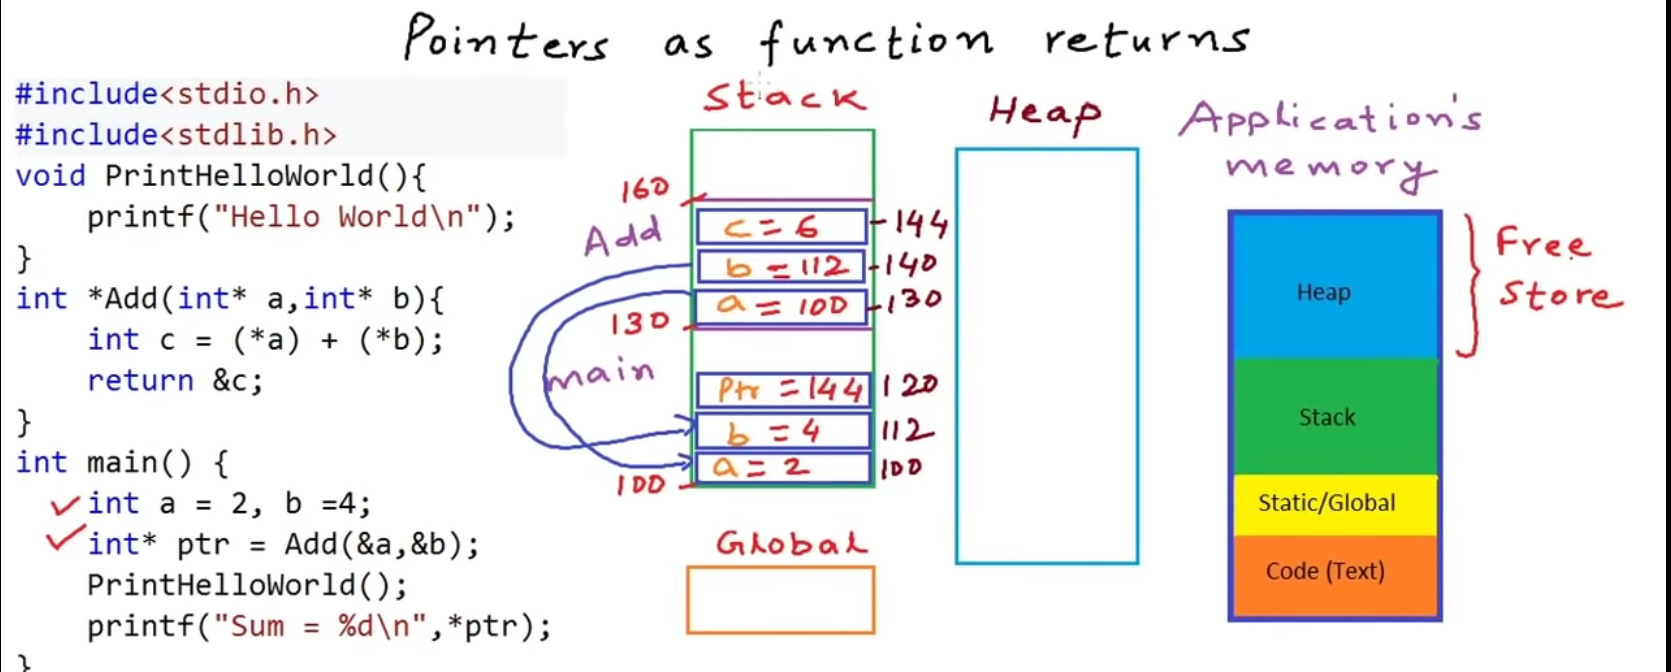 Pointers as function returns
#include<stdio.h>
#include<stdlib.h>
void PrintHelloWorld(){
    printf("Hello World\n");
}
int *Add(int* a,int* b){
    int c = (*a) + (*b);
    return &c;
}
int main() {
    int a = 2, b =4;
    int* ptr = Add(&a,&b);
    PrintHelloWorld();
    printf("Sum = %d\n",*ptr);
}
Stack
160
Add
c = 6 -144
b = 112 -140
a = 100 -130
130
main
Ptr = 144 120
b = 4 112
a = 2 100
100
Global
Heap
Application's
memory
Heap
Stack
Static/Global
Code (Text)
Free
Store